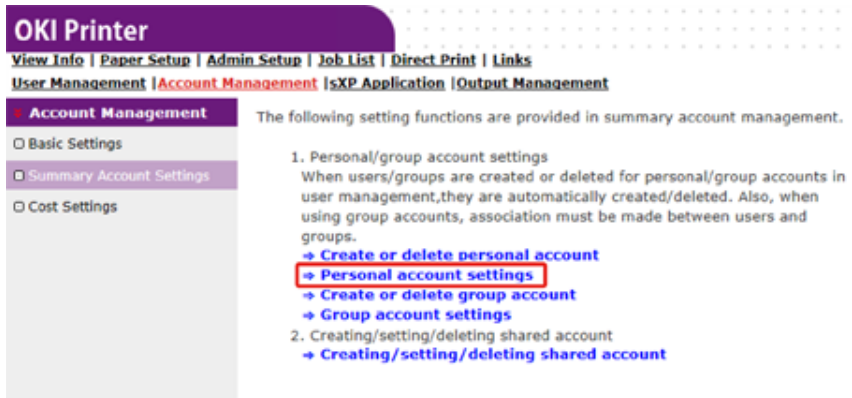 OKI Printer
View Info | Paper Setup | Admin Setup | Job List | Direct Print | Links
User Management |Account Management |sXP Application |Output Management
Account Management
Basic Settings
Summary Account Settings
Cost Settings
The following setting functions are provided in summary account management.
1. Personal/group account settings
When users/groups are created or deleted for personal/group accounts in
user management,they are automatically created/deleted. Also, when
using group accounts, association must be made between users and
groups.
➔ Create or delete personal account
➔ Personal account settings
➔ Create or delete group account
➔ Group account settings
2. Creating/setting/deleting shared account
➔ Creating/setting/deleting shared account